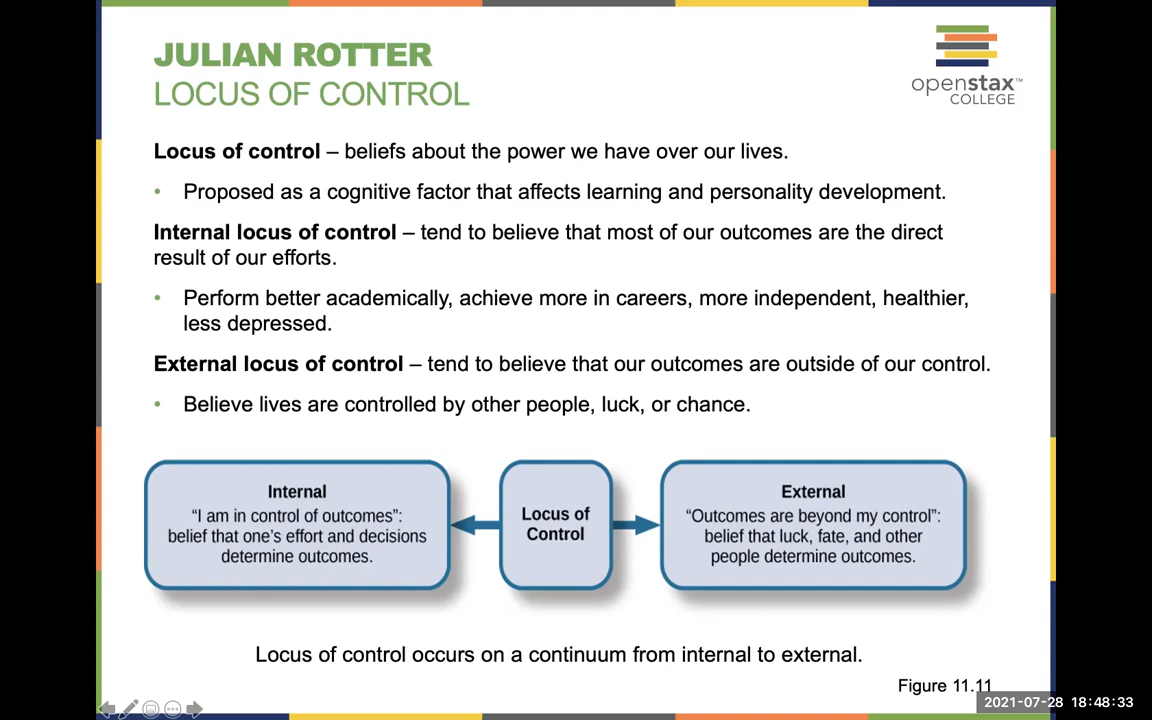 JULIAN ROTTER
LOCUS OF CONTROL
openstax™
COLLEGE
Locus of control – beliefs about the power we have over our lives.
• Proposed as a cognitive factor that affects learning and personality development.
Internal locus of control – tend to believe that most of our outcomes are the direct
result of our efforts.
• Perform better academically, achieve more in careers, more independent, healthier,
less depressed.
External locus of control – tend to believe that our outcomes are outside of our control.
• Believe lives are controlled by other people, luck, or chance.
Internal
“I am in control of outcomes”:
belief that one’s effort and decisions
determine outcomes.
Locus of
Control
External
“Outcomes are beyond my control”:
belief that luck, fate, and other
people determine outcomes.
Locus of control occurs on a continuum from internal to external.
Figure 11.11
2021-07-28 18:48:33